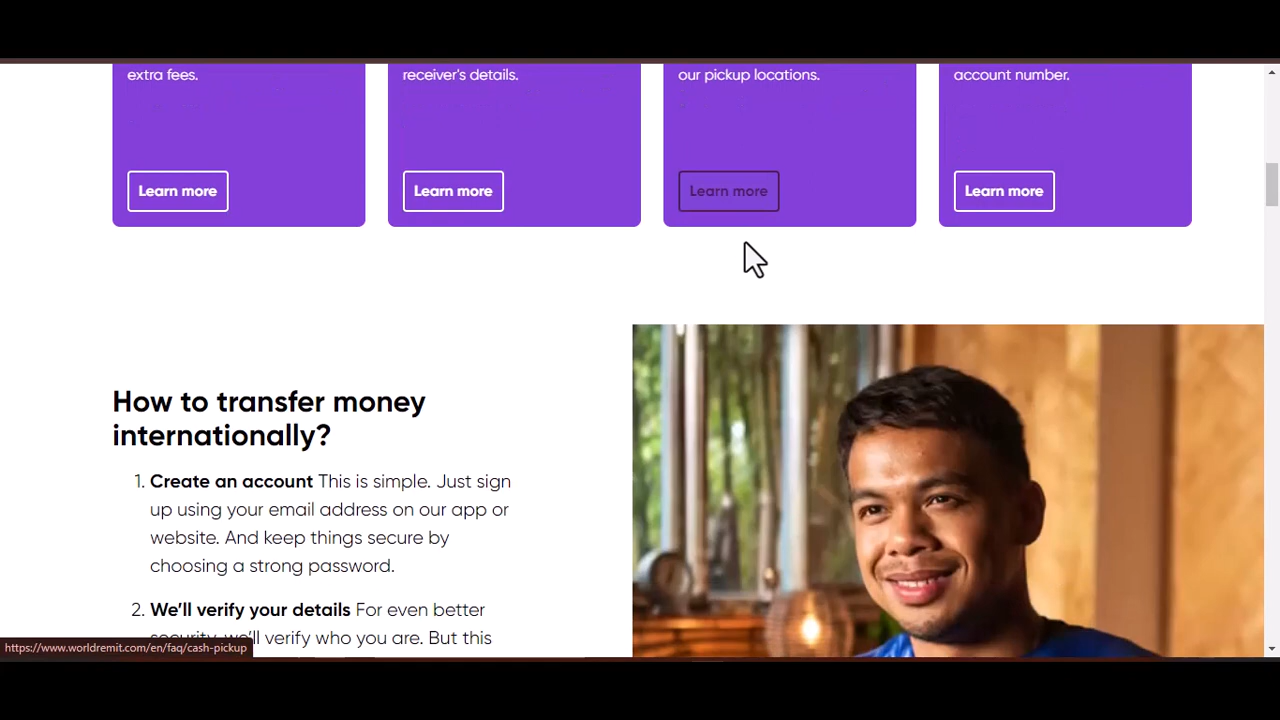 extra fees.
receiver's details.
our pickup locations.
account number.
Learn more
Learn more
Learn more
Learn more
How to transfer money
internationally?
1. Create an account This is simple. Just sign
up using your email address on our app or
website. And keep things secure by
choosing a strong password.
2. We'll verify your details For even better
security, we'll verify who you are. But this
https://www.worldremit.com/en/faq/cash-pickup